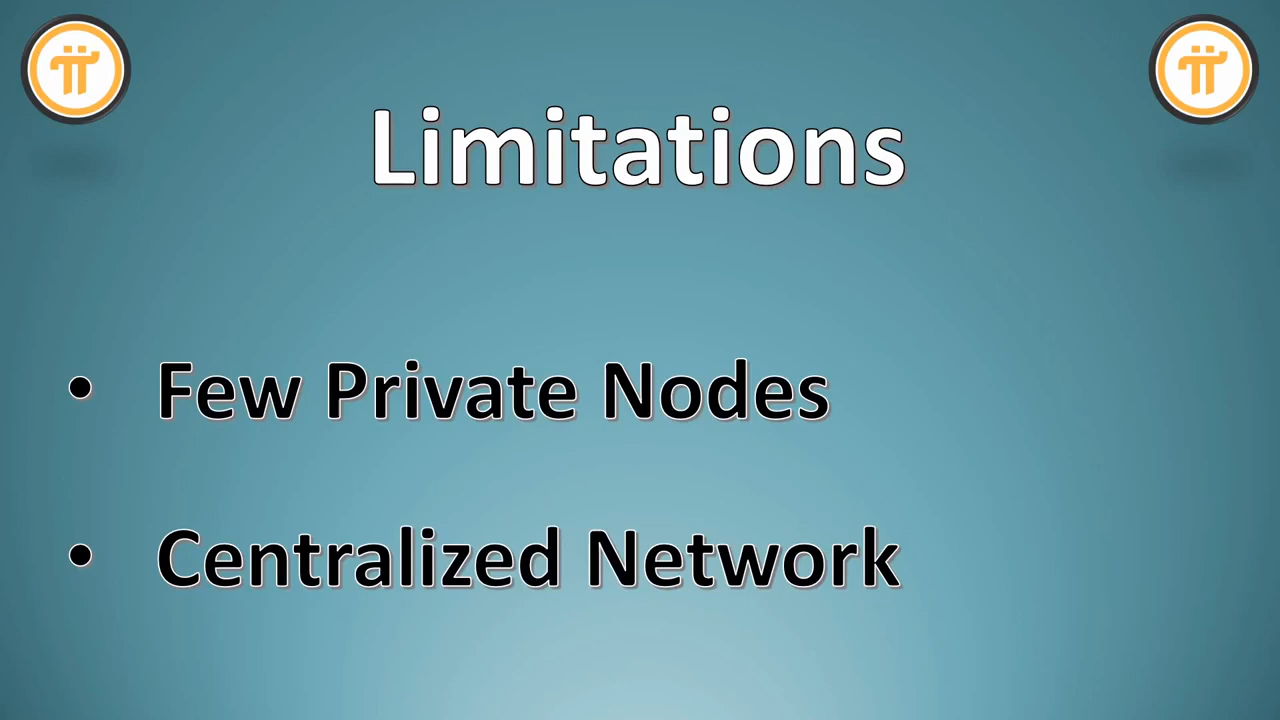 Limitations
• Few Private Nodes
• Centralized Network